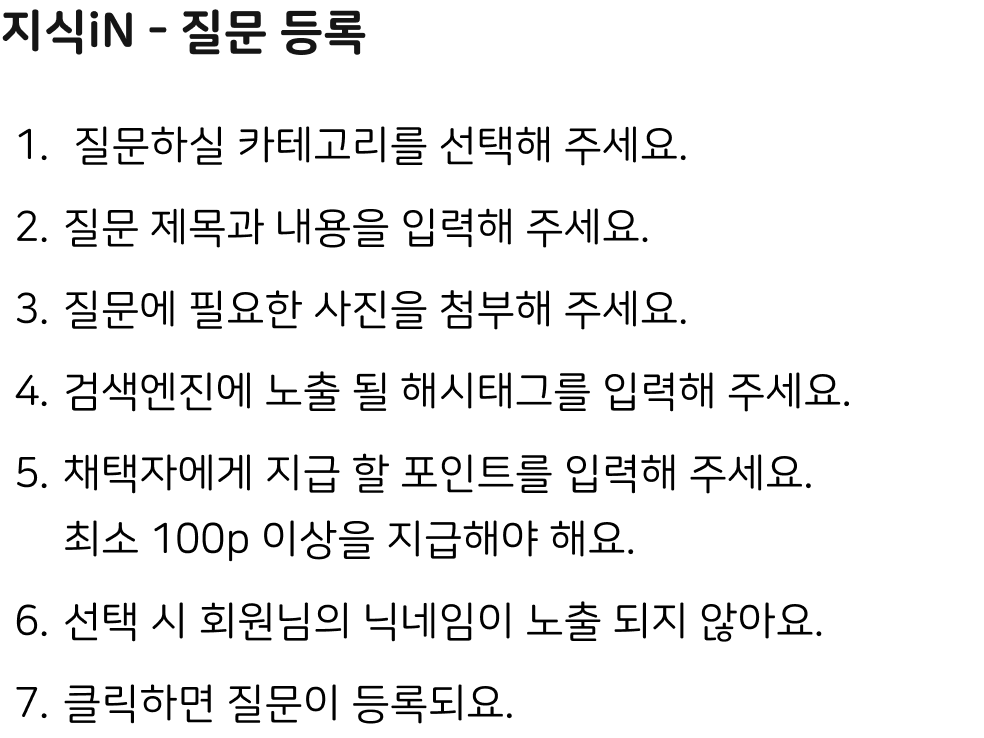 지식iN - 질문 등록
1. 질문하실 카테고리를 선택해 주세요.
2. 질문 제목과 내용을 입력해 주세요.
3. 질문에 필요한 사진을 첨부해 주세요.
4. 검색엔진에 노출 될 해시태그를 입력해 주세요.
5. 채택자에게 지급 할 포인트를 입력해 주세요.
최소 100p 이상을 지급해야 해요.
6. 선택 시 회원님의 닉네임이 노출 되지 않아요.
7. 클릭하면 질문이 등록되요.